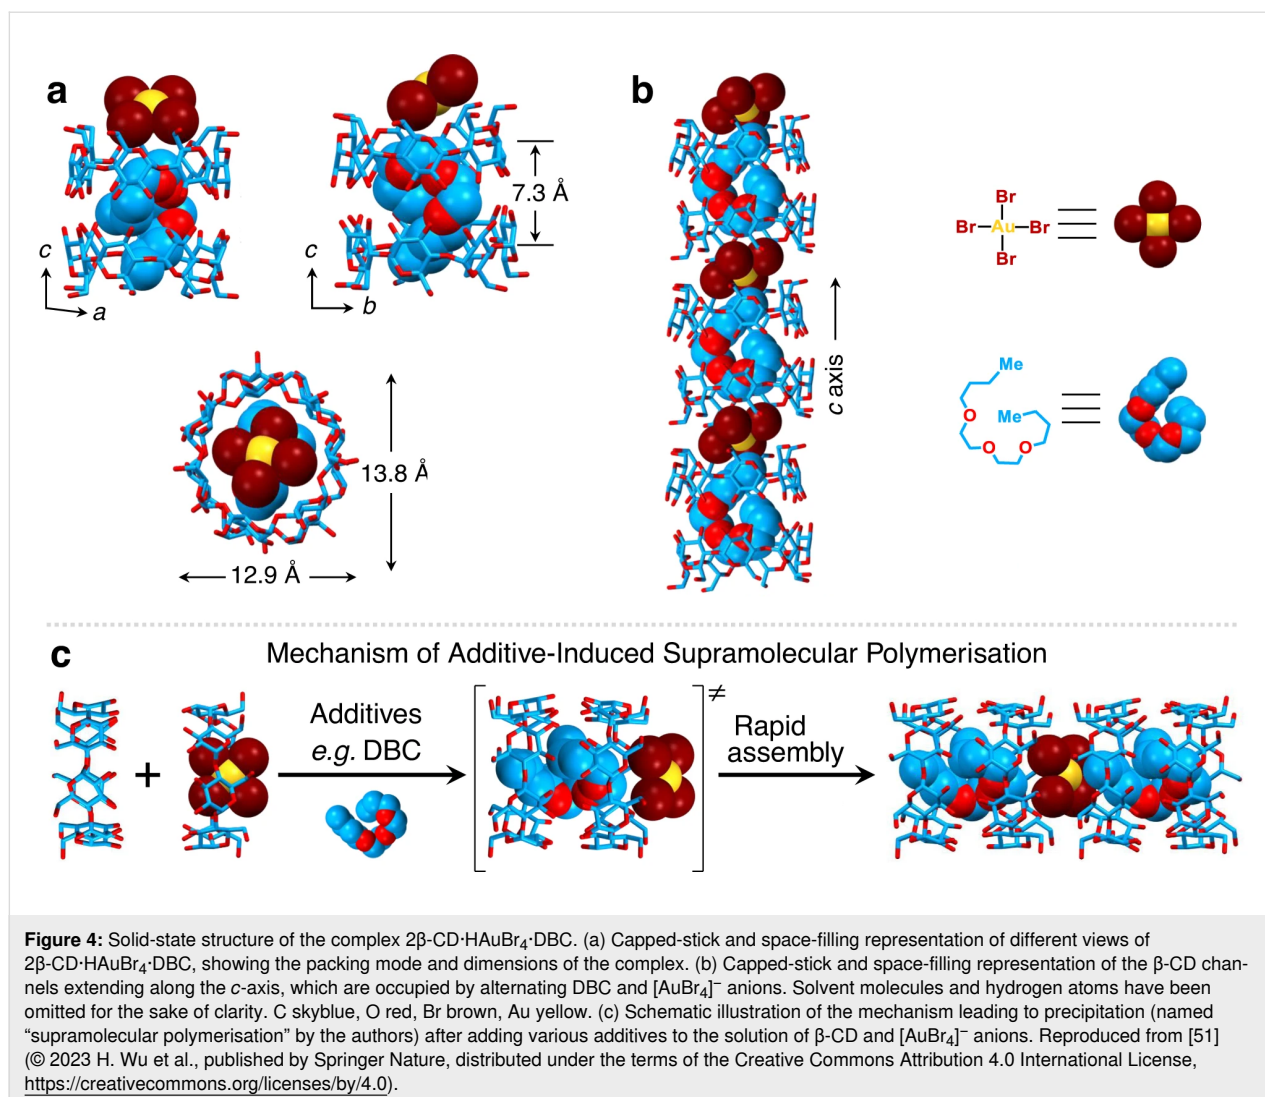 a
b
7.3 Å
c
a
c
b
13.8 Å
12.9 Å
c axis
Br
Br–Au–Br
Br
Me
O
Me
O
O
c
Mechanism of Additive-Induced Supramolecular Polymerisation
+
Additives
e.g. DBC
≠
Rapid
assembly
Figure 4: Solid-state structure of the complex 2β-CD·HAuBr₄·DBC. (a) Capped-stick and space-filling representation of different views of
2β-CD·HAuBr₄·DBC, showing the packing mode and dimensions of the complex. (b) Capped-stick and space-filling representation of the β-CD chan-
nels extending along the c-axis, which are occupied by alternating DBC and [AuBr₄]⁻ anions. Solvent molecules and hydrogen atoms have been
omitted for the sake of clarity. C skyblue, O red, Br brown, Au yellow. (c) Schematic illustration of the mechanism leading to precipitation (named
“supramolecular polymerisation” by the authors) after adding various additives to the solution of β-CD and [AuBr₄]⁻ anions. Reproduced from [51]
(© 2023 H. Wu et al., published by Springer Nature, distributed under the terms of the Creative Commons Attribution 4.0 International License,
https://creativecommons.org/licenses/by/4.0).